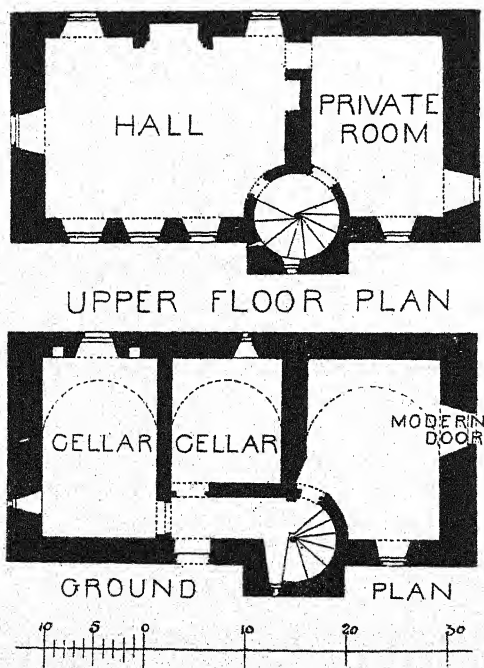 HALL
PRIVATE
ROOM
UPPER FLOOR PLAN
CELLAR CELLAR
MODERN
DOOR
GROUND PLAN
10 5 0 10 20 30